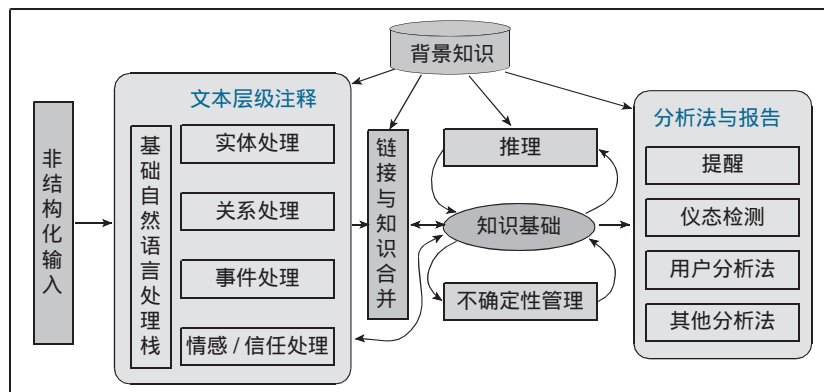 背景知识
非结构化输入
文本层级注释
基础自然语言处理栈
实体处理
关系处理
事件处理
情感 / 信任处理
链接与知识合并
推理
知识基础
不确定性管理
分析法与报告
提醒
仪态检测
用户分析法
其他分析法